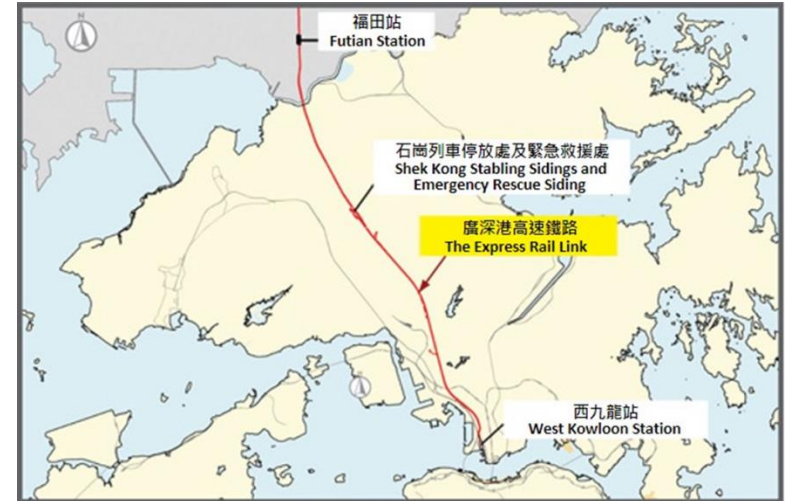 福田站
Futian Station
石崗列車停放處及緊急救援處
Shek Kong Stabling Sidings and
Emergency Rescue Siding
廣深港高速鐵路
The Express Rail Link
西九龍站
West Kowloon Station